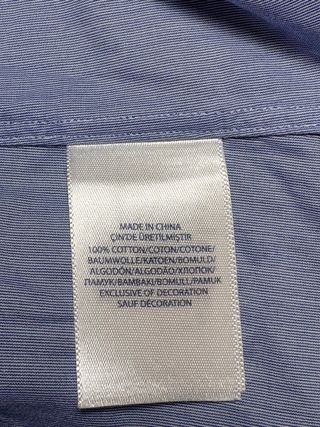 MADE IN CHINA
ÇİN'DE ÜRETİLMİŞTİR
100% COTTON/COTON/COTONE/
BAUMWOLLE/KATOEN/BOMULD/
ALGODÓN/ALGODÃO/ХЛОПОК/
ПАМУК/BAMBAKI/BOMULL/PAMUK
EXCLUSIVE OF DECORATION
SAUF DÉCORATION